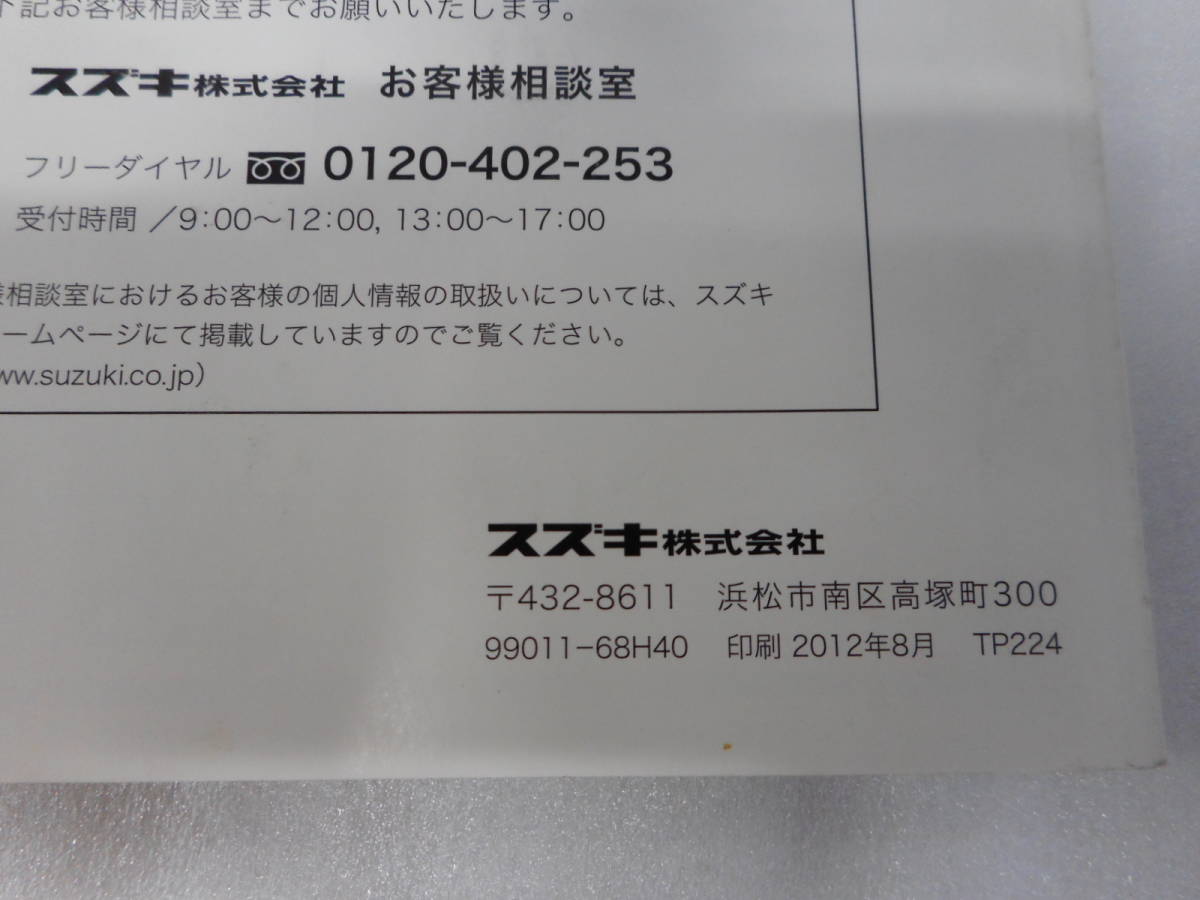 下記お客様相談室までお願いいたします。
スズキ株式会社 お客様相談室
フリーダイヤル 0120-402-253
受付時間 ／9:00～12:00, 13:00～17:00
様相談室におけるお客様の個人情報の取扱いについては、スズキ
ームページにて掲載していますのでご覧ください。
ww.suzuki.co.jp）
スズキ株式会社
〒432-8611 浜松市南区高塚町300
99011−68H40 印刷 2012年8月 TP224